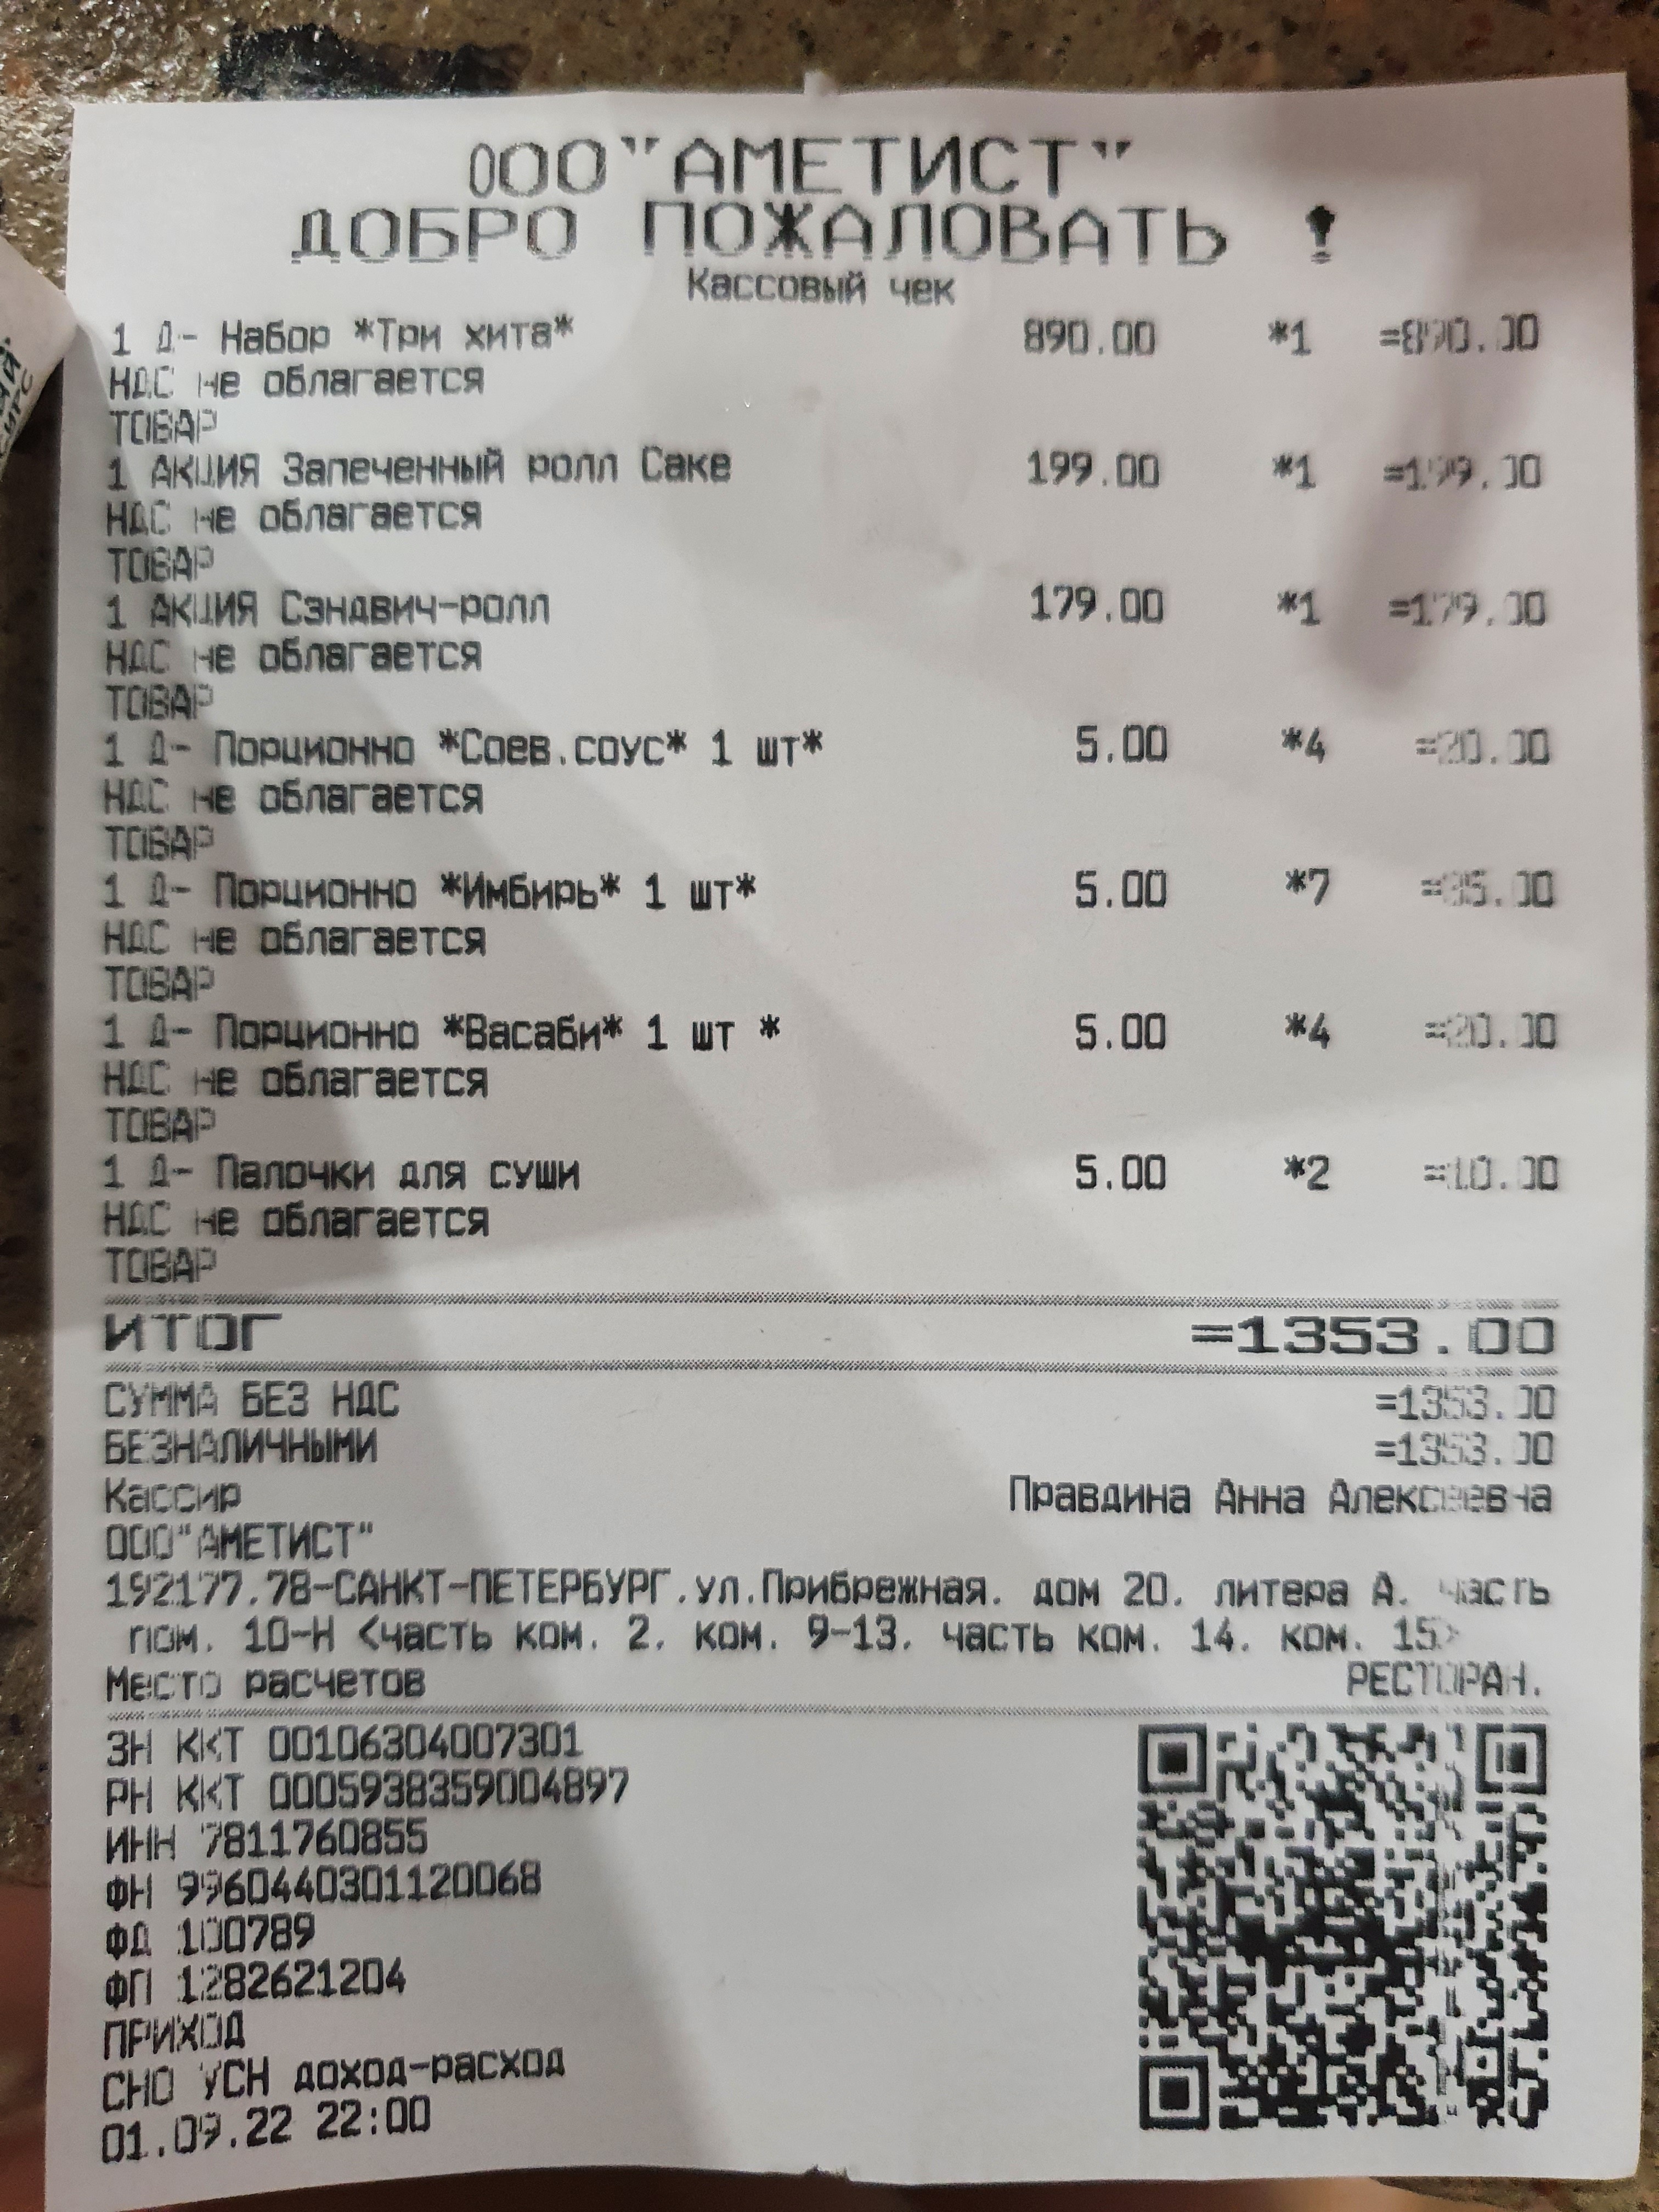 ООО"АМЕТИСТ"
ДОБРО ПОЖАЛОВАТЬ !
Кассовый чек
1 Д- Набор *Три хита* 890.00 *1 =890.00
НДС не облагается
ТОВАР
1 АКЦИЯ Запеченный ролл Саке 199.00 *1 =199.00
НДС не облагается
ТОВАР
1 АКЦИЯ Сэндвич-ролл 179.00 *1 =179.00
НДС не облагается
ТОВАР
1 Д- Порционно *Соев.соус* 1 шт* 5.00 *4 =20.00
НДС не облагается
ТОВАР
1 Д- Порционно *Имбирь* 1 шт* 5.00 *7 =35.00
НДС не облагается
ТОВАР
1 Д- Порционно *Васаби* 1 шт * 5.00 *4 =20.00
НДС не облагается
ТОВАР
1 Д- Палочки для суши 5.00 *2 =10.00
НДС не облагается
ТОВАР
ИТОГ =1353.00
СУММА БЕЗ НДС =1353.00
БЕЗНАЛИЧНЫМИ =1353.00
Кассир Правдина Анна Алексеевна
ООО"АМЕТИСТ"
192177,78-САНКТ-ПЕТЕРБУРГ,ул.Прибрежная, дом 20, литера А, часть
пом. 10-Н <часть ком. 2, ком. 9-13, часть ком. 14, ком. 15>
Место расчетов РЕСТОРАН.
ЗН ККТ 00106304007301
РН ККТ 0005938359004897
ИНН 7811760855
ФН 9960440301120068
ФД 100789
ФП 1282621204
ПРИХОД
СНО УСН доход-расход
01.09.22 22:00